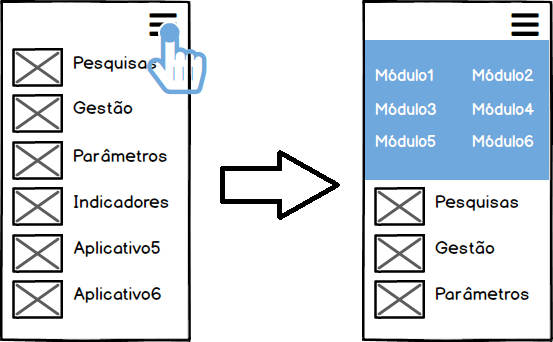 Pesquisas
Gestão
Parâmetros
Indicadores
Aplicativo5
Aplicativo6
Módulo1 Módulo2
Módulo3 Módulo4
Módulo5 Módulo6
Pesquisas
Gestão
Parâmetros